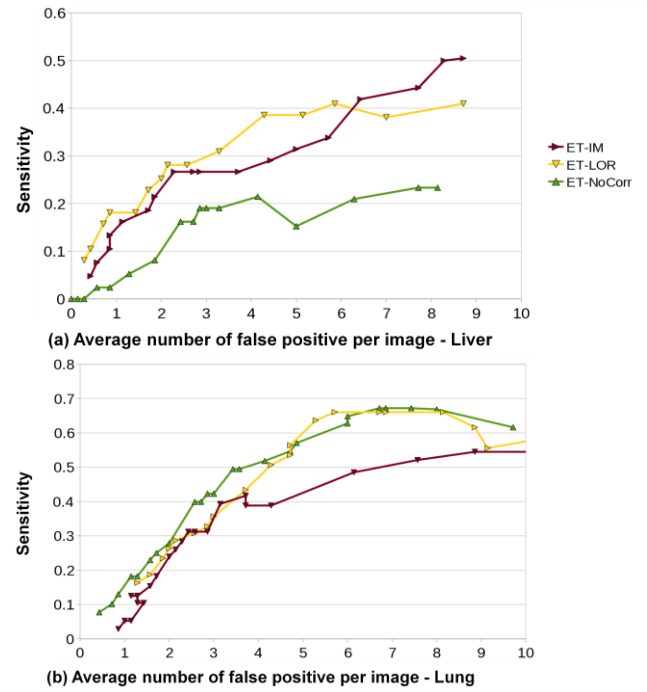 0.6
0.5
0.4
0.3
0.2
0.1
0
Sensitivity
0 1 2 3 4 5 6 7 8 9 10
ET-IM
ET-LOR
ET-NoCorr
(a) Average number of false positive per image - Liver
0.8
0.7
0.6
0.5
0.4
0.3
0.2
0.1
0
Sensitivity
0 1 2 3 4 5 6 7 8 9 10
(b) Average number of false positive per image - Lung